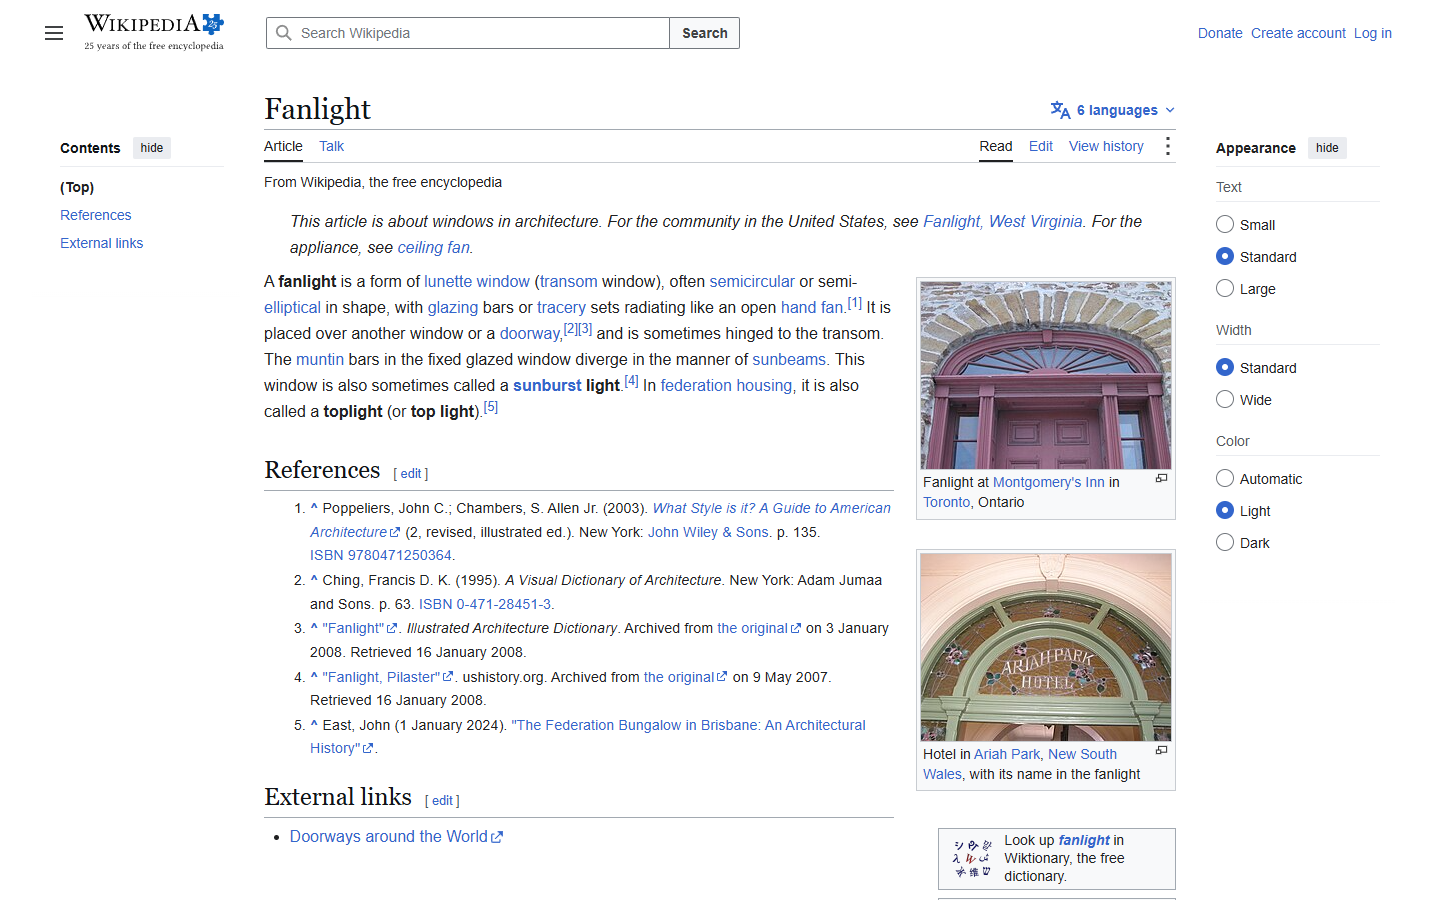 WIKIPEDIA 25
25 years of the free encyclopedia
Search Wikipedia
Search
Donate Create account Log in
Contents hide
(Top)
References
External links
Fanlight
6 languages
Article Talk
Read Edit View history
From Wikipedia, the free encyclopedia
This article is about windows in architecture. For the community in the United States, see Fanlight, West Virginia. For the
appliance, see ceiling fan.
A fanlight is a form of lunette window (transom window), often semicircular or semi-
elliptical in shape, with glazing bars or tracery sets radiating like an open hand fan.[1] It is
placed over another window or a doorway,[2][3] and is sometimes hinged to the transom.
The muntin bars in the fixed glazed window diverge in the manner of sunbeams. This
window is also sometimes called a sunburst light.[4] In federation housing, it is also
called a toplight (or top light).[5]
Fanlight at Montgomery's Inn in
Toronto, Ontario
ARIAH PARK
HOTEL
Hotel in Ariah Park, New South
Wales, with its name in the fanlight
References [ edit ]
1. ^ Poppeliers, John C.; Chambers, S. Allen Jr. (2003). What Style is it? A Guide to American
Architecture (2, revised, illustrated ed.). New York: John Wiley & Sons. p. 135.
ISBN 9780471250364.
2. ^ Ching, Francis D. K. (1995). A Visual Dictionary of Architecture. New York: Adam Jumaa
and Sons. p. 63. ISBN 0-471-28451-3.
3. ^ "Fanlight". Illustrated Architecture Dictionary. Archived from the original on 3 January
2008. Retrieved 16 January 2008.
4. ^ "Fanlight, Pilaster". ushistory.org. Archived from the original on 9 May 2007.
Retrieved 16 January 2008.
5. ^ East, John (1 January 2024). "The Federation Bungalow in Brisbane: An Architectural
History".
External links [ edit ]
• Doorways around the World
Look up fanlight in
Wiktionary, the free
dictionary.
Appearance hide
Text
Small
Standard
Large
Width
Standard
Wide
Color
Automatic
Light
Dark